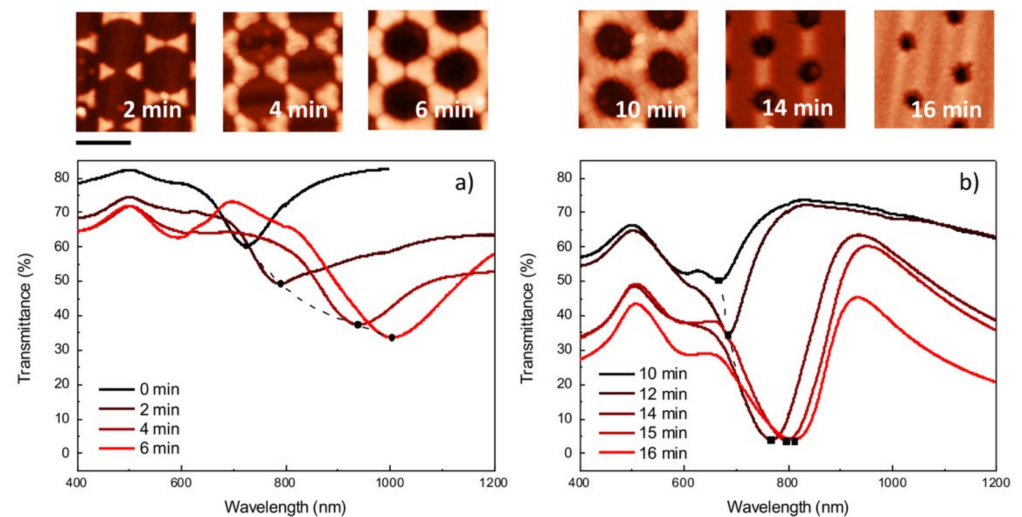 2 min
4 min
6 min
10 min
14 min
16 min
a)
80
70
60
50
40
30
20
10
0
Transmittance (%)
0 min
2 min
4 min
6 min
400
600
800
1000
1200
Wavelength (nm)
b)
80
70
60
50
40
30
20
10
0
Transmittance (%)
10 min
12 min
14 min
15 min
16 min
400
600
800
1000
1200
Wavelength (nm)